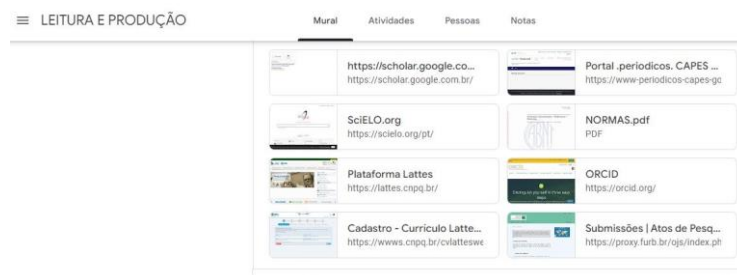 LEITURA E PRODUÇÃO
Mural Atividades Pessoas Notas
https://scholar.google.co...
https://scholar.google.com.br/
Portal .periodicos. CAPES ...
https://www-periodicos-capes-gc
SciELO.org
https://scielo.org/pt/
NORMAS.pdf
PDF
Plataforma Lattes
https://lattes.cnpq.br/
ORCID
https://orcid.org/
Cadastro - Currículo Latte...
https://wwws.cnpq.br/cvlatteswe
Submissões | Atos de Pesq...
https://proxy.furb.br/ojs/index.ph